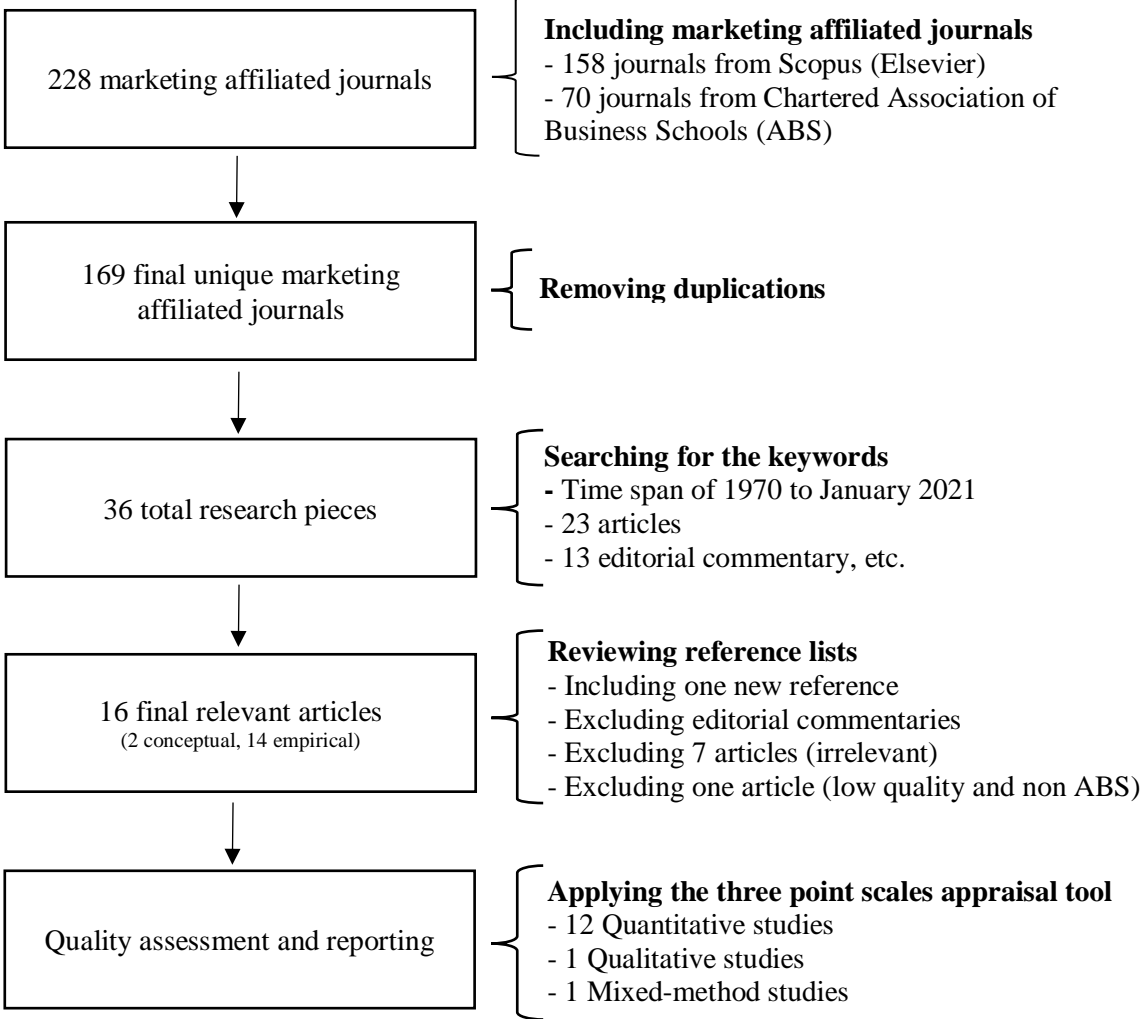 228 marketing affiliated journals
Including marketing affiliated journals
- 158 journals from Scopus (Elsevier)
- 70 journals from Chartered Association of
Business Schools (ABS)
169 final unique marketing
affiliated journals
Removing duplications
36 total research pieces
Searching for the keywords
- Time span of 1970 to January 2021
- 23 articles
- 13 editorial commentary, etc.
16 final relevant articles
(2 conceptual, 14 empirical)
Reviewing reference lists
- Including one new reference
- Excluding editorial commentaries
- Excluding 7 articles (irrelevant)
- Excluding one article (low quality and non ABS)
Quality assessment and reporting
Applying the three point scales appraisal tool
- 12 Quantitative studies
- 1 Qualitative studies
- 1 Mixed-method studies